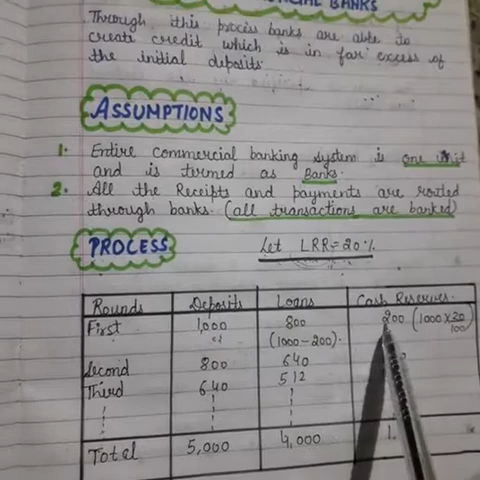 BANKS
Through this process banks are able to
create credit which is in far excess of
the initial deposits.
ASSUMPTIONS
1. Entire commercial banking system is one unit
and is termed as Banks.
2. All the Receipts and payments are routed
through banks. (all transactions are banked)
PROCESS
Let LRR=20%
Rounds Deposits Loans Cash Reserves.
First 1,000 800 200 (1000×20/100
(1000-200).
Second 800 640
Third 640 512
Total 5,000 4,000 1.